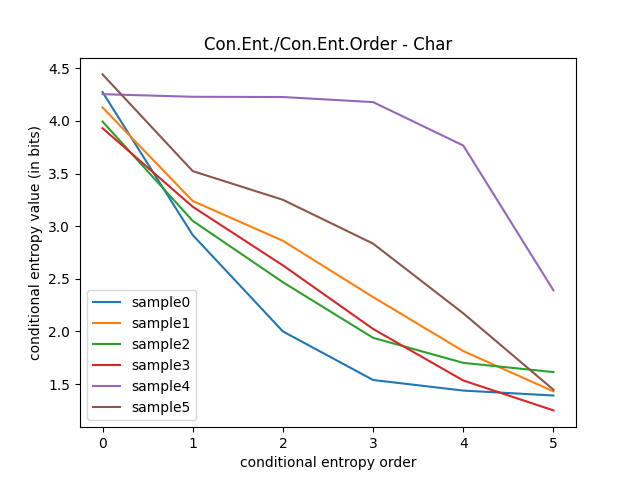 Con.Ent./Con.Ent.Order - Char
conditional entropy value (in bits)
4.5
4.0
3.5
3.0
2.5
2.0
1.5
sample0
sample1
sample2
sample3
sample4
sample5
0 1 2 3 4 5
conditional entropy order